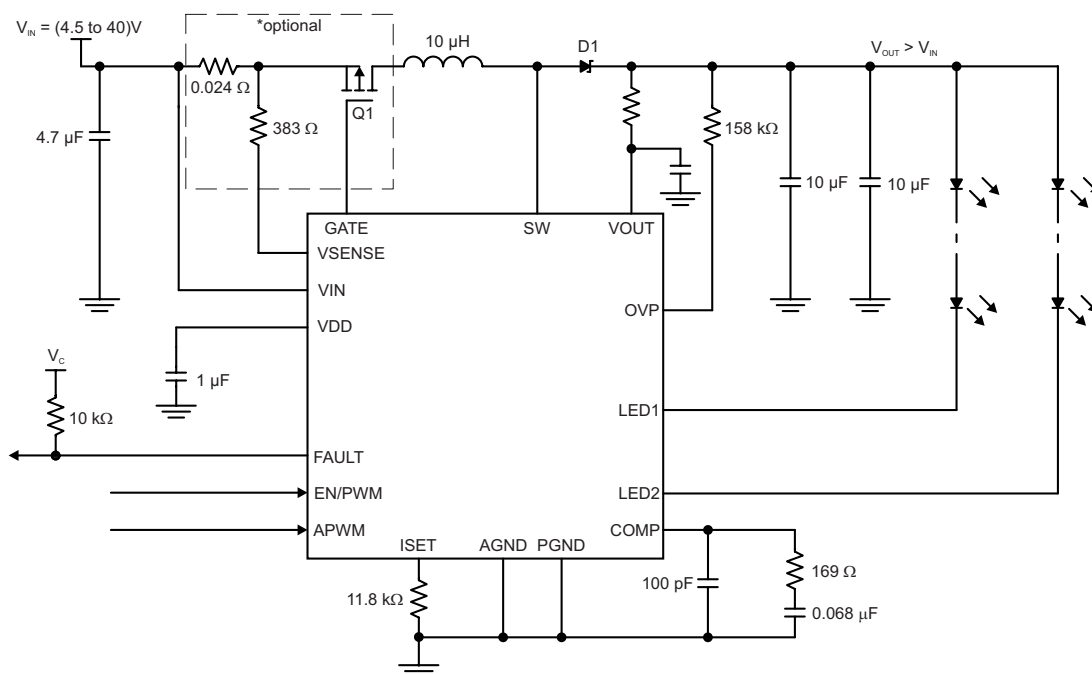 V_IN = (4.5 to 40)V
*optional
10 µH
D1
V_OUT > V_IN
0.024 Ω
Q1
4.7 µF
383 Ω
158 kΩ
10 µF
10 µF
GATE
SW
VOUT
VSENSE
VIN
OVP
VDD
V_C
1 µF
10 kΩ
LED1
FAULT
EN/PWM
LED2
APWM
COMP
ISET
AGND
PGND
100 pF
169 Ω
11.8 kΩ
0.068 µF